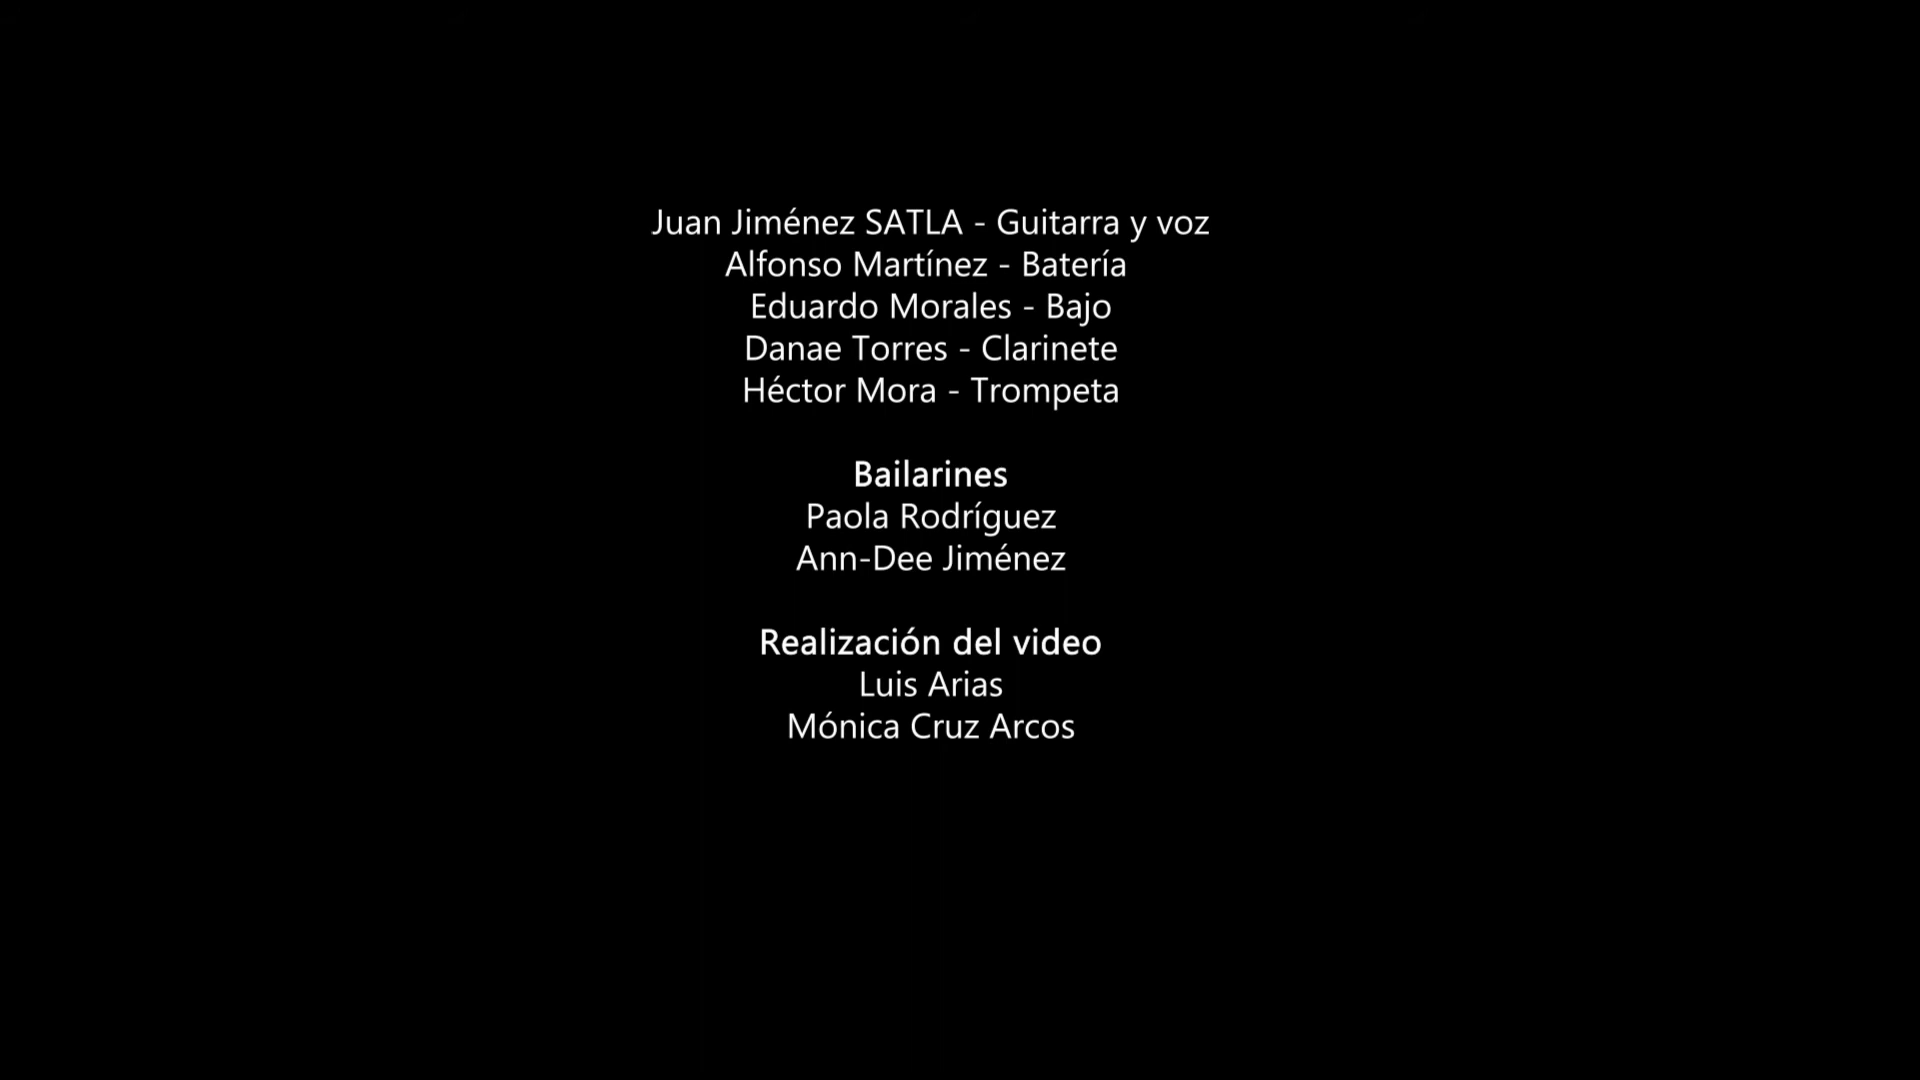 Juan Jiménez SATLA - Guitarra y voz
Alfonso Martínez - Batería
Eduardo Morales - Bajo
Danae Torres - Clarinete
Héctor Mora - Trompeta
Bailarines
Paola Rodríguez
Ann-Dee Jiménez
Realización del video
Luis Arias
Mónica Cruz Arcos